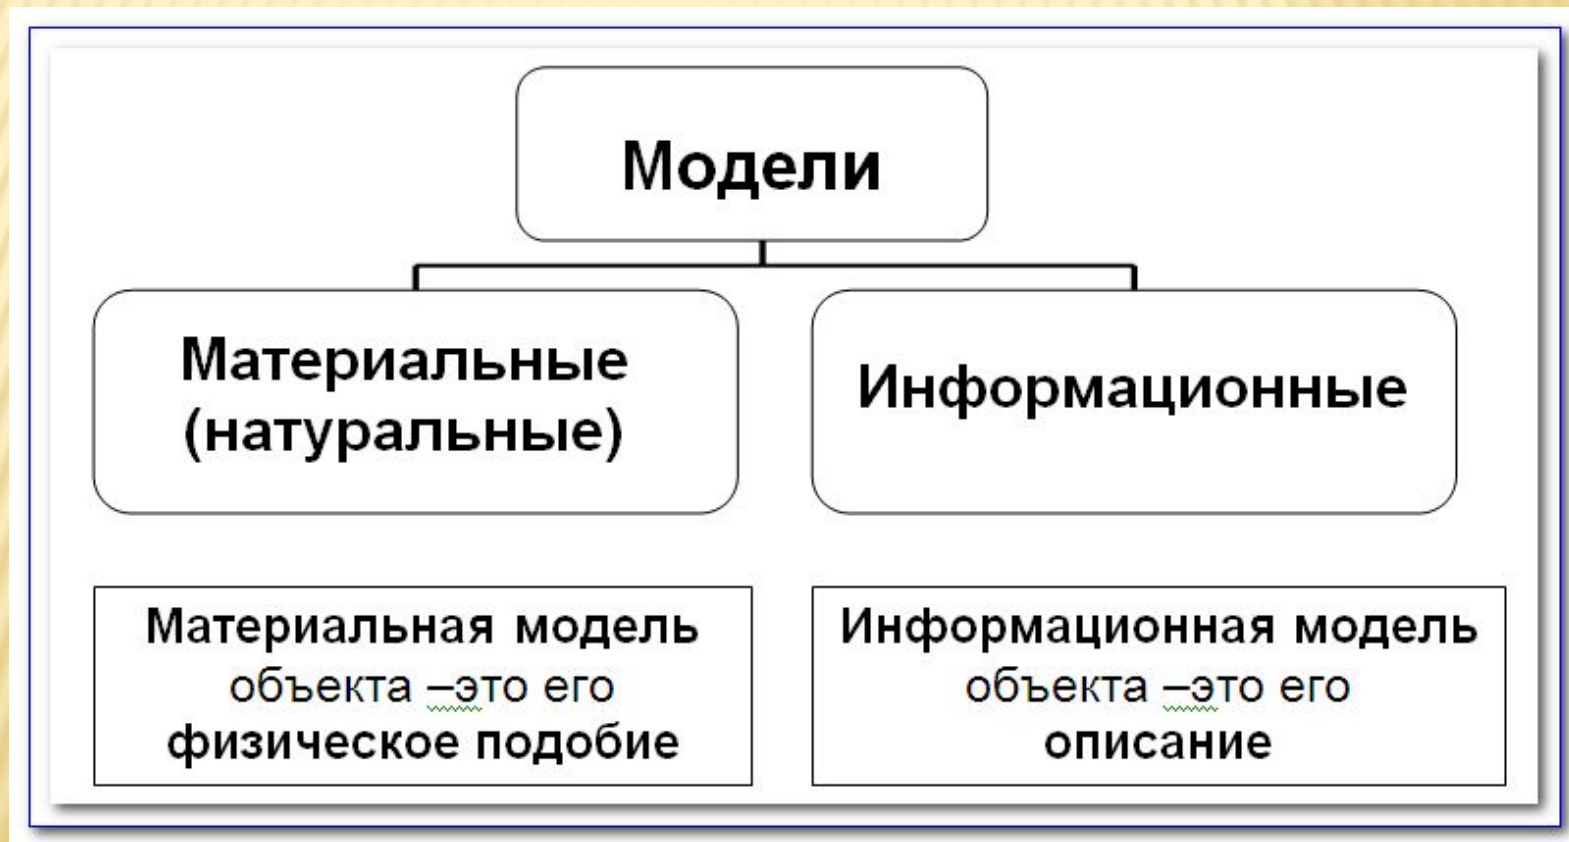 Модели
Материальные
(натуральные)
Информационные
Материальная модель
объекта –это его
физическое подобие
Информационная модель
объекта –это его
описание